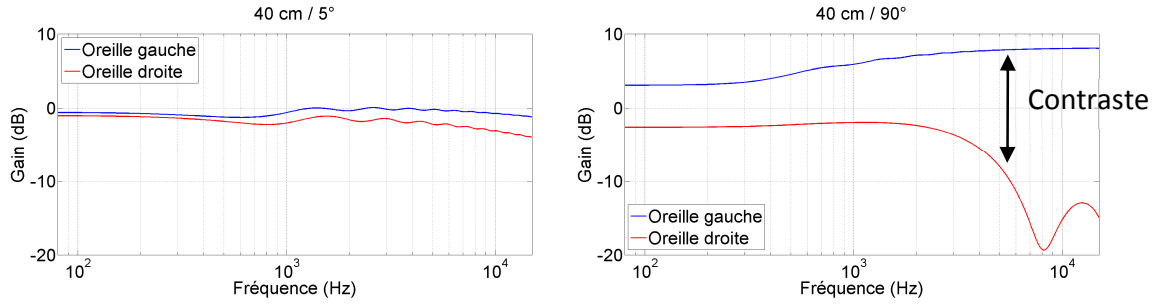 40 cm / 5°
10
0
-10
-20
Gain (dB)
Oreille gauche
Oreille droite
10²
10³
10⁴
Fréquence (Hz)
40 cm / 90°
10
0
-10
-20
Gain (dB)
Contraste
Oreille gauche
Oreille droite
10²
10³
10⁴
Fréquence (Hz)